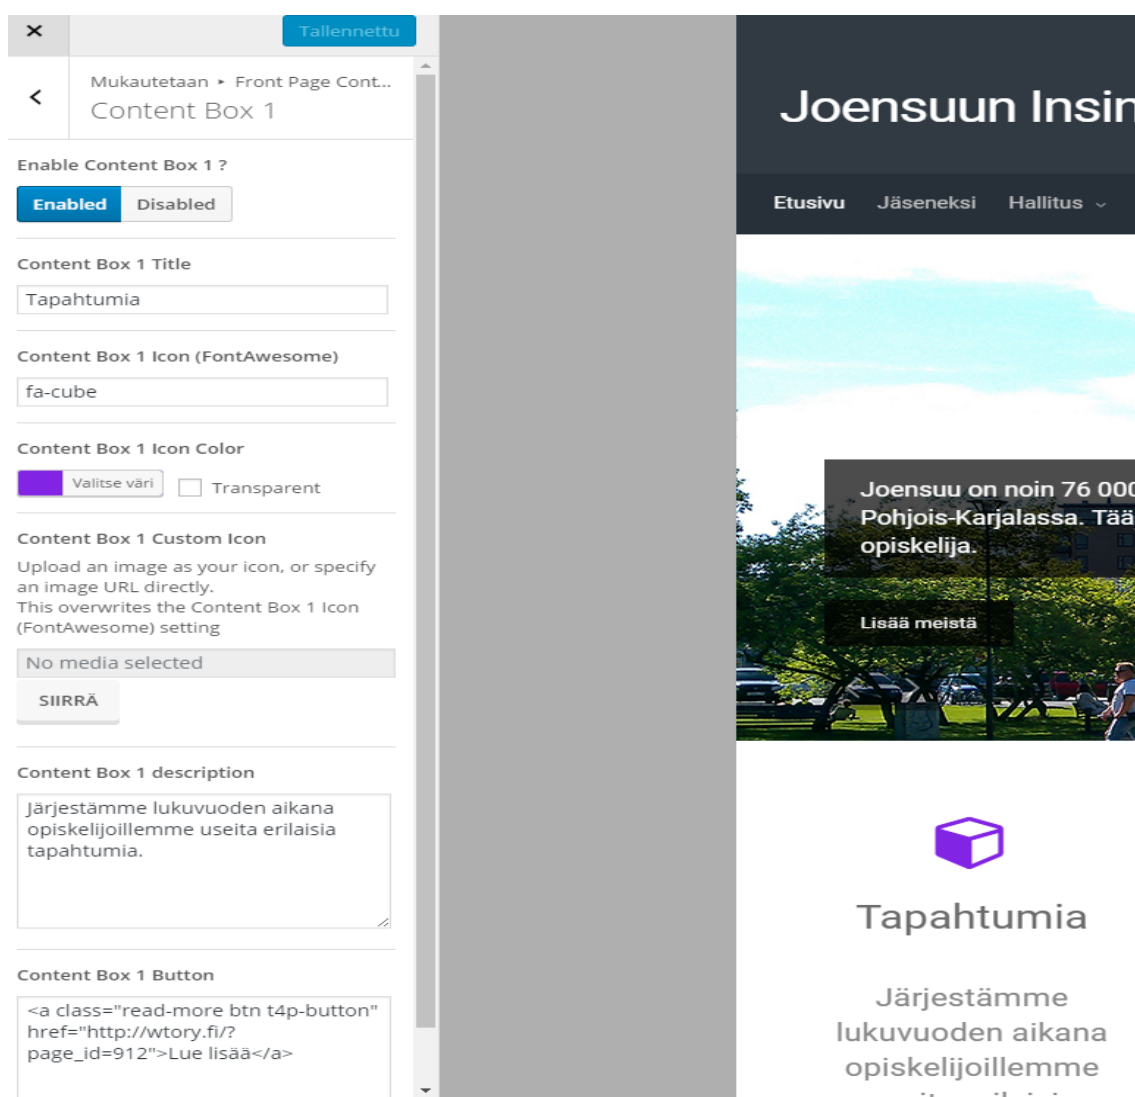 Tallennettu
Mukautetaan ▸ Front Page Cont...
Content Box 1
Enable Content Box 1 ?
Enabled Disabled
Content Box 1 Title
Tapahtumia
Content Box 1 Icon (FontAwesome)
fa-cube
Content Box 1 Icon Color
Valitse väri Transparent
Content Box 1 Custom Icon
Upload an image as your icon, or specify
an image URL directly.
This overwrites the Content Box 1 Icon
(FontAwesome) setting
No media selected
SIIRRÄ
Content Box 1 description
Järjestämme lukuvuoden aikana
opiskelijoillemme useita erilaisia
tapahtumia.
Content Box 1 Button
<a class="read-more btn t4p-button"
href="http://wtory.fi/?
page_id=912">Lue lisää</a>
Joensuun Insin
Etusivu Jäseneksi Hallitus
Joensuu on noin 76 000
Pohjois-Karjalassa. Tää
opiskelija.
Lisää meistä
Tapahtumia
Järjestämme
lukuvuoden aikana
opiskelijoillemme